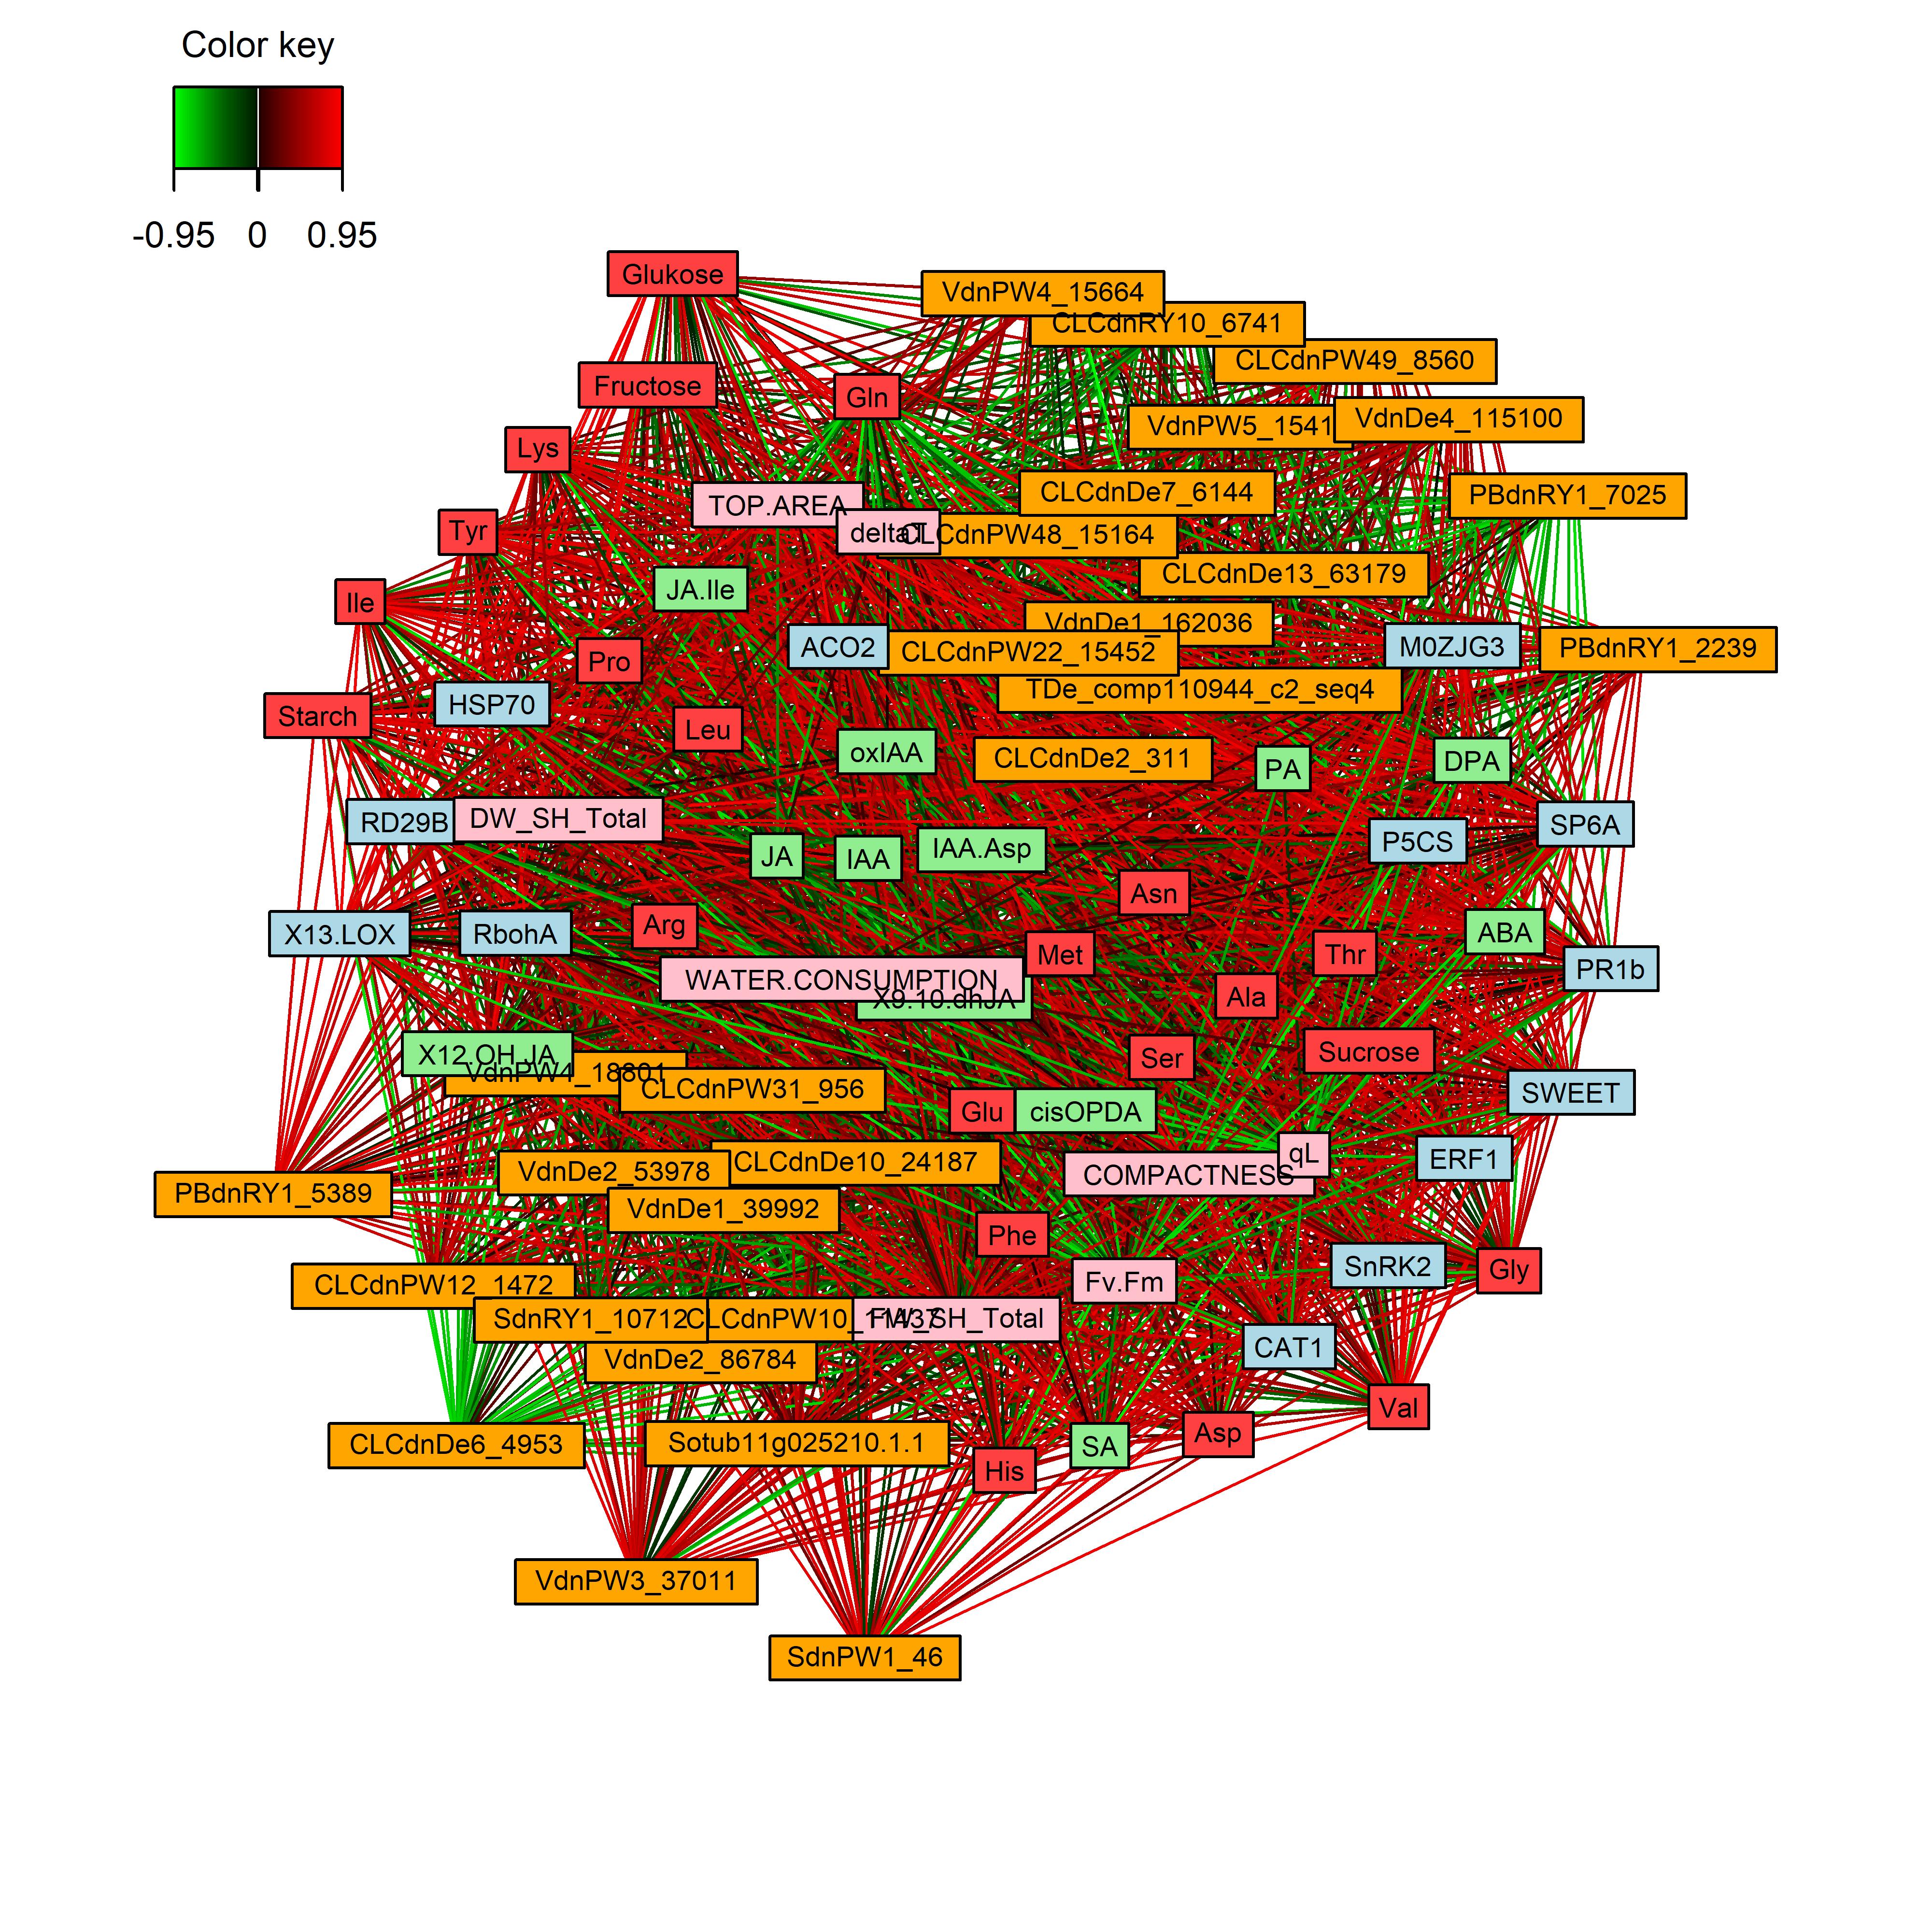 Color key
-0.95 0 0.95
Glukose
VdnPW4_15664
CLCdnRY10_6741
CLCdnPW49_8560
Fructose
Gln
VdnPW5_1541
VdnDe4_115100
Lys
TOP.AREA
CLCdnDe7_6144
PBdnRY1_7025
Tyr
deltaT
CLCdnPW48_15164
CLCdnDe13_63179
JA.Ile
Ile
VdnDe1_162036
Pro
ACO2
CLCdnPW22_15452
M0ZJG3
PBdnRY1_2239
TDe_comp110944_c2_seq4
HSP70
Starch
Leu
oxIAA
CLCdnDe2_311
PA
DPA
RD29B
DW_SH_Total
SP6A
P5CS
JA
IAA
IAA.Asp
Asn
X13.LOX
RbohA
Arg
ABA
Met
Thr
PR1b
WATER.CONSUMPTION
X9.10.dhJA
Ala
X12.OH.JA
VdnPW4_18801
Ser
Sucrose
CLCdnPW31_956
SWEET
Glu
cisOPDA
qL
ERF1
VdnDe2_53978
CLCdnDe10_24187
COMPACTNESS
PBdnRY1_5389
VdnDe1_39992
Phe
SnRK2
Gly
CLCdnPW12_1472
Fv.Fm
SdnRY1_10712
CLCdnPW10_11437
FW_SH_Total
CAT1
VdnDe2_86784
Val
CLCdnDe6_4953
Sotub11g025210.1.1
SA
Asp
His
VdnPW3_37011
SdnPW1_46